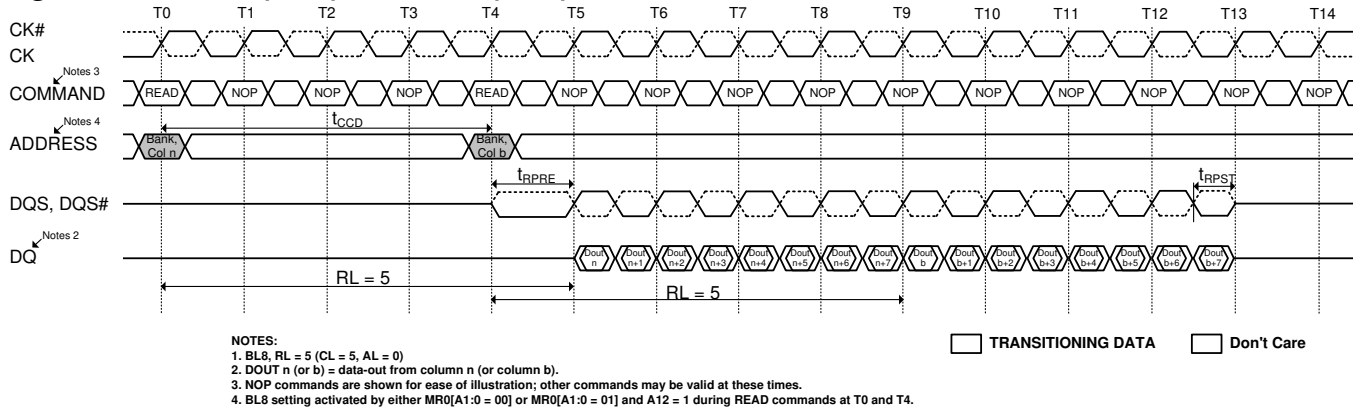 T0 T1 T2 T3 T4 T5 T6 T7 T8 T9 T10 T11 T12 T13 T14
CK#
CK
Notes 3
COMMAND READ NOP NOP NOP READ NOP NOP NOP NOP NOP NOP NOP NOP NOP NOP
tCCD
Notes 4
ADDRESS Bank, Col n Bank, Col b
tRPRE tRPST
DQS, DQS#
Notes 2
DQ Dout n Dout n+1 Dout n+2 Dout n+3 Dout n+4 Dout n+5 Dout n+6 Dout n+7 Dout b Dout b+1 Dout b+2 Dout b+3 Dout b+4 Dout b+5 Dout b+6 Dout b+7
RL = 5
RL = 5
TRANSITIONING DATA Don't Care
NOTES:
1. BL8, RL = 5 (CL = 5, AL = 0)
2. DOUT n (or b) = data-out from column n (or column b).
3. NOP commands are shown for ease of illustration; other commands may be valid at these times.
4. BL8 setting activated by either MR0[A1:0 = 00] or MR0[A1:0 = 01] and A12 = 1 during READ commands at T0 and T4.